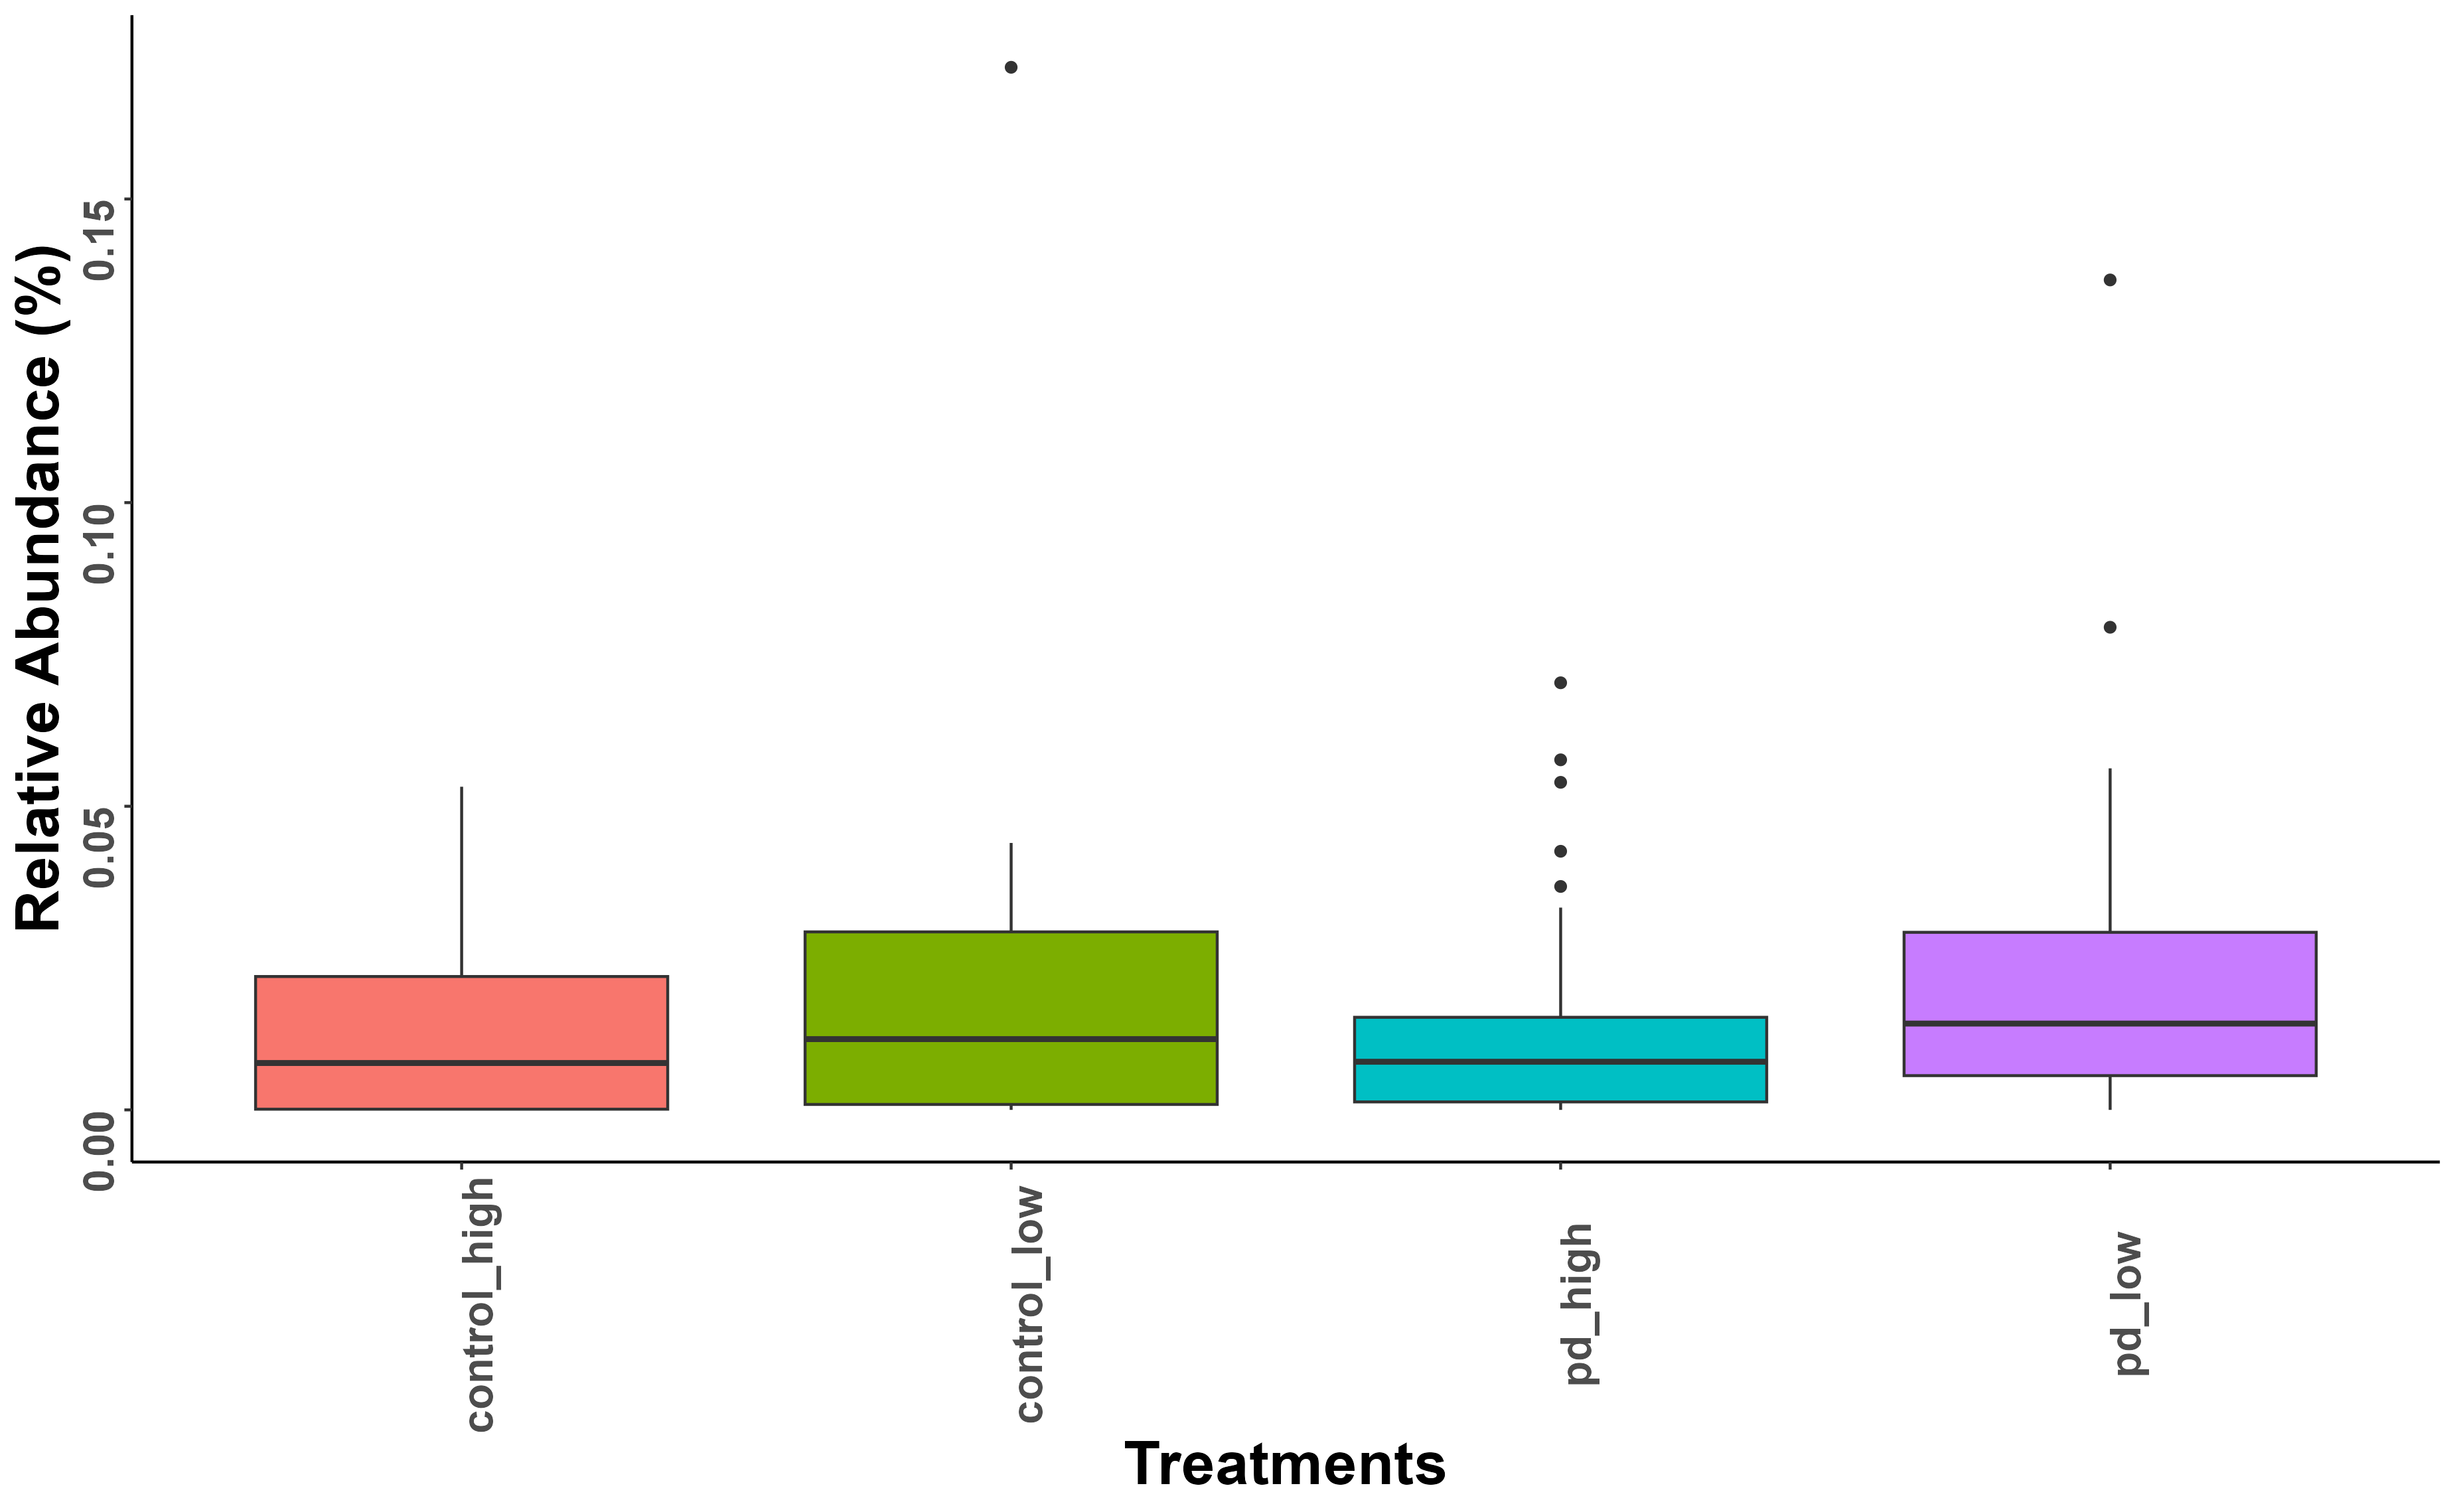 Relative Abundance (%)
0.15
0.10
0.05
0.00
control_high
control_low
pd_high
pd_low
Treatments